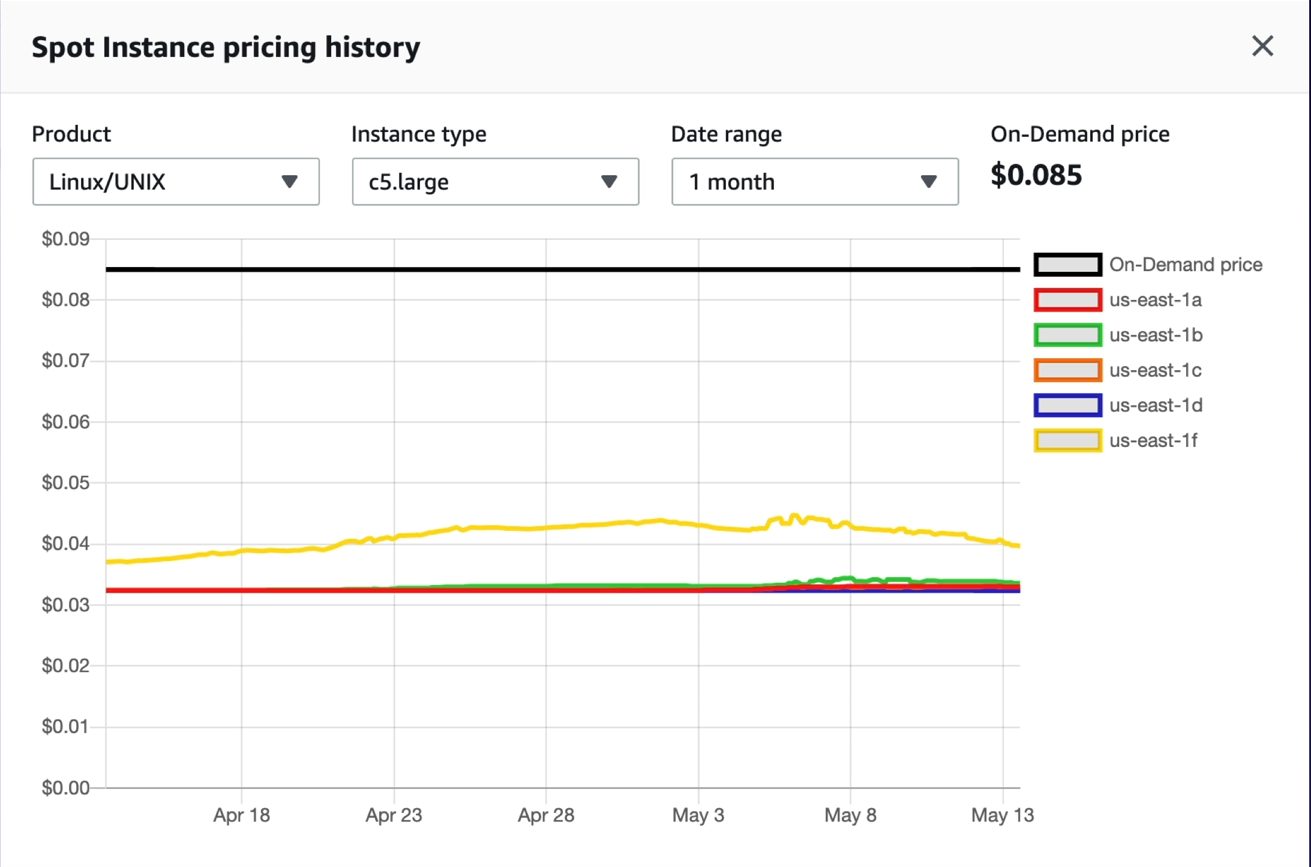 Spot Instance pricing history
Product
Instance type
Date range
On-Demand price
Linux/UNIX
c5.large
1 month
$0.085
$0.09
$0.08
$0.07
$0.06
$0.05
$0.04
$0.03
$0.02
$0.01
$0.00
Apr 18
Apr 23
Apr 28
May 3
May 8
May 13
On-Demand price
us-east-1a
us-east-1b
us-east-1c
us-east-1d
us-east-1f